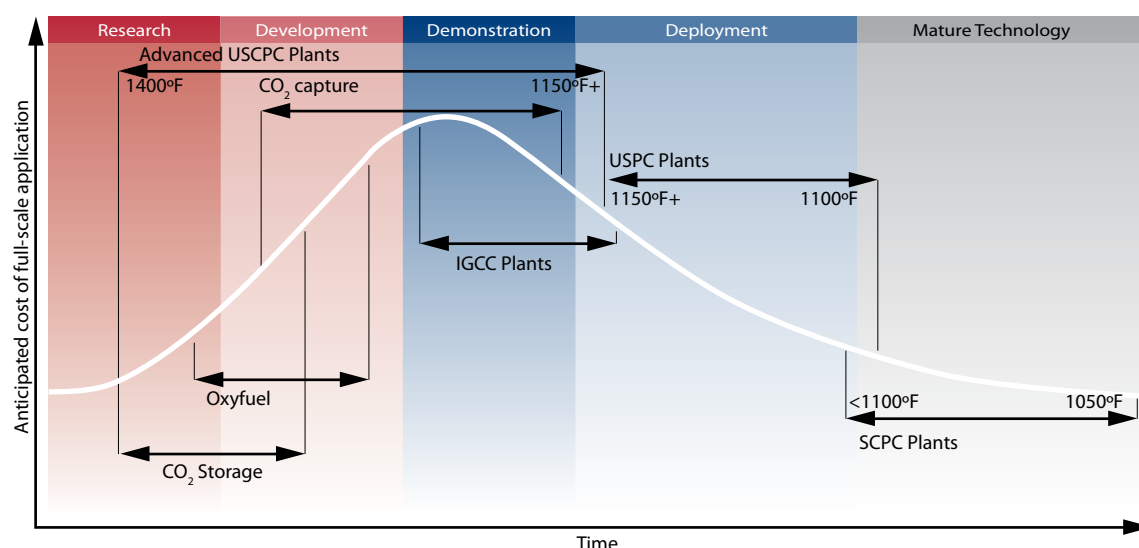 Research
Development
Demonstration
Deployment
Mature Technology
Advanced USCPC Plants
1400ºF
CO2 capture
1150ºF+
USPC Plants
1150ºF+
1100ºF
IGCC Plants
Oxyfuel
<1100ºF
1050ºF
SCPC Plants
CO2 Storage
Anticipated cost of full-scale application
Time